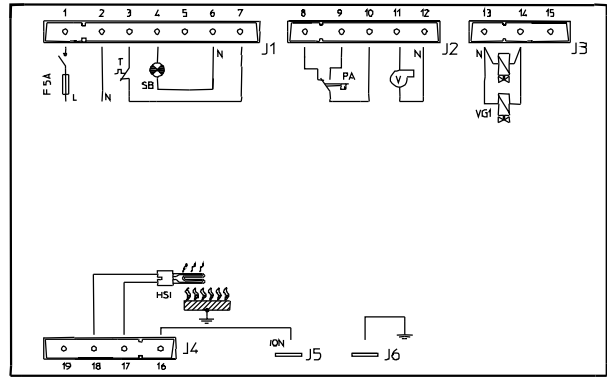 1 2 3 4 5 6 7 8 9 10 11 12 13 14 15
J1 J2 J3
N N N
T
SB
PA
V
F 5A
L
N
VG1
HSI
ION
J4 J5 J6
19 18 17 16